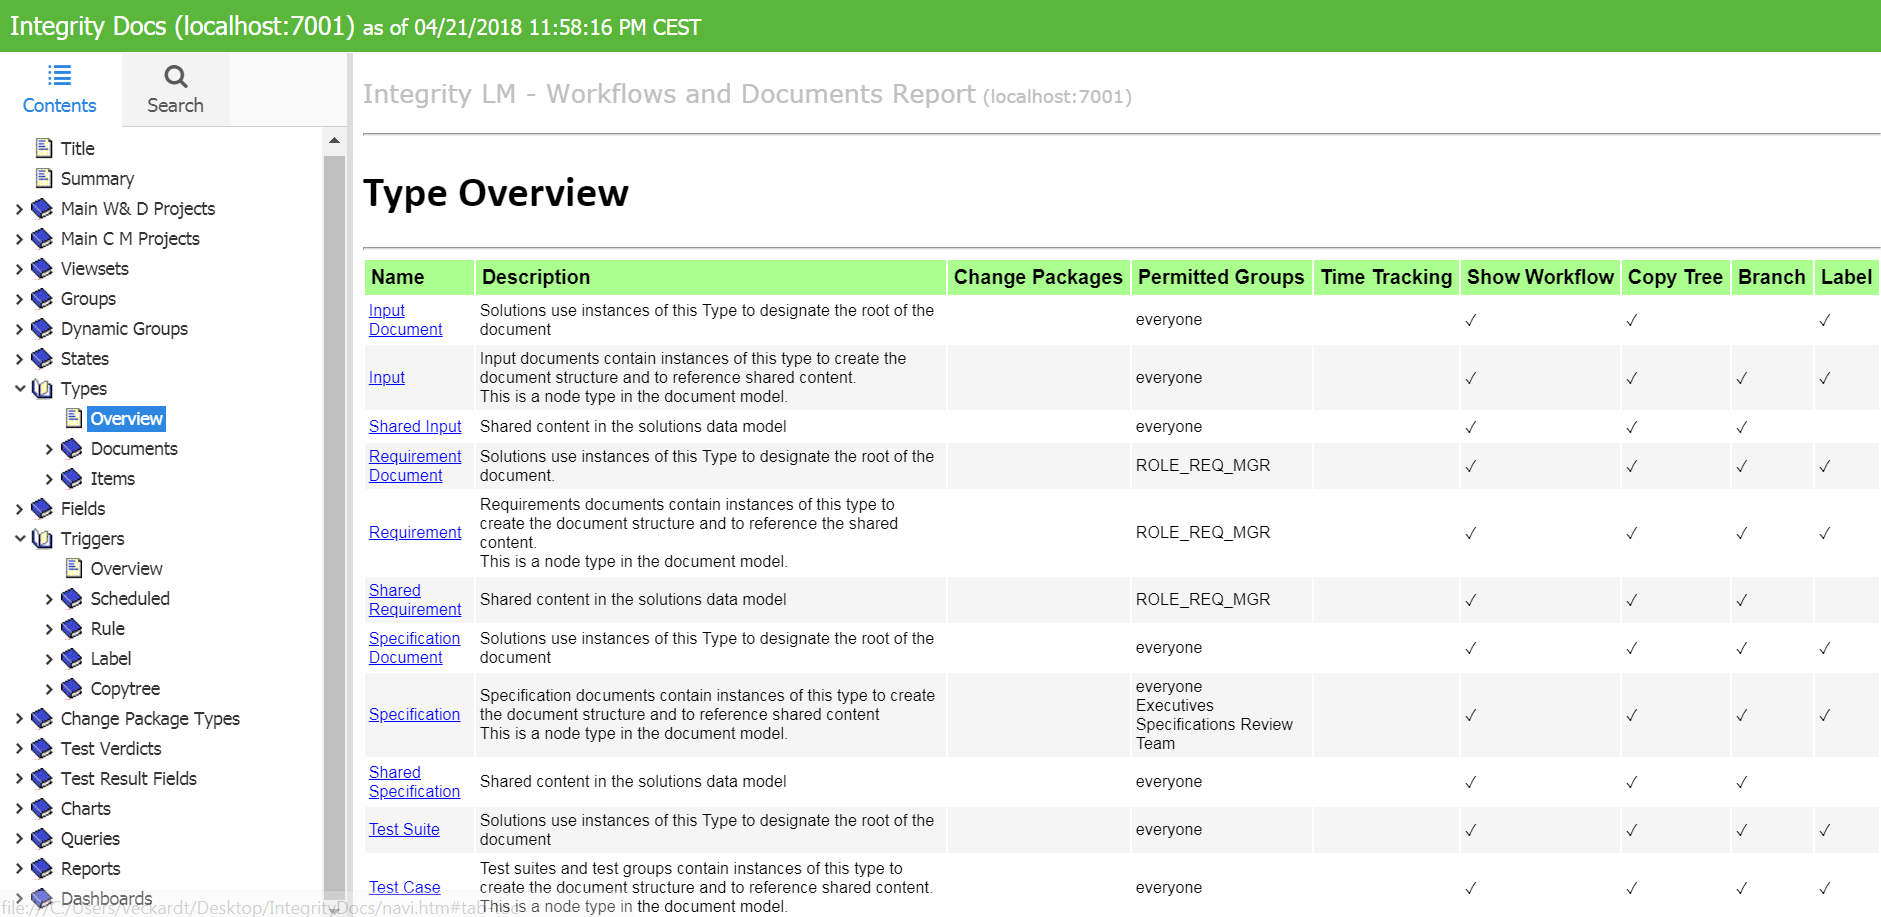 Integrity Docs (localhost:7001) as of 04/21/2018 11:58:16 PM CEST
Contents
Search
Title
Summary
Main W& D Projects
Main C M Projects
Viewsets
Groups
Dynamic Groups
States
Types
Overview
Documents
Items
Fields
Triggers
Overview
Scheduled
Rule
Label
Copytree
Change Package Types
Test Verdicts
Test Result Fields
Charts
Queries
Reports
Dashboards
Integrity LM - Workflows and Documents Report (localhost:7001)
Type Overview
Name Description Change Packages Permitted Groups Time Tracking Show Workflow Copy Tree Branch Label
Input
Document
Solutions use instances of this Type to designate the root of the
document
everyone
✓ ✓ ✓
Input
Input documents contain instances of this type to create the
document structure and to reference shared content.
This is a node type in the document model.
everyone
✓ ✓ ✓ ✓
Shared Input
Shared content in the solutions data model
everyone
✓ ✓ ✓
Requirement
Document
Solutions use instances of this Type to designate the root of the
document.
ROLE_REQ_MGR
✓ ✓ ✓ ✓
Requirement
Requirements documents contain instances of this type to
create the document structure and to reference the shared
content.
This is a node type in the document model.
ROLE_REQ_MGR
✓ ✓ ✓ ✓
Shared
Requirement
Shared content in the solutions data model
ROLE_REQ_MGR
✓ ✓ ✓
Specification
Document
Solutions use instances of this Type to designate the root of the
document
everyone
✓ ✓ ✓ ✓
Specification
Specification documents contain instances of this type to create
the document structure and to reference shared content
This is a node type in the document model.
everyone
Executives
Specifications Review
Team
✓ ✓ ✓ ✓
Shared
Specification
Shared content in the solutions data model
everyone
✓ ✓ ✓
Test Suite
Solutions use instances of this Type to designate the root of the
document
everyone
✓ ✓ ✓ ✓
Test Case
Test suites and test groups contain instances of this type to
create the document structure and to reference shared content.
This is a node type in the document model.
everyone
✓ ✓ ✓ ✓
file:///C:/Users/veckardt/Desktop/IntegrityDocs/navi.htm#tab